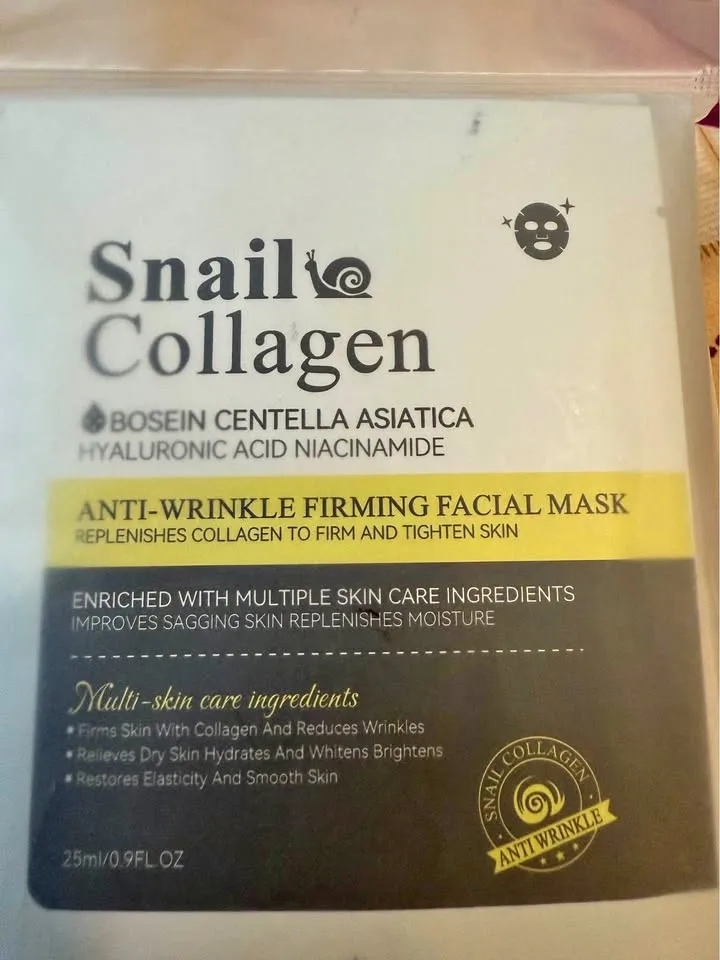 Snail
Collagen
BOSEIN CENTELLA ASIATICA
HYALURONIC ACID NIACINAMIDE
ANTI-WRINKLE FIRMING FACIAL MASK
REPLENISHES COLLAGEN TO FIRM AND TIGHTEN SKIN
ENRICHED WITH MULTIPLE SKIN CARE INGREDIENTS
IMPROVES SAGGING SKIN REPLENISHES MOISTURE
Multi-skin care ingredients
Firms Skin With Collagen And Reduces Wrinkles
Relieves Dry Skin Hydrates And Whitens Brightens
Restores Elasticity And Smooth Skin
SNAIL COLLAGEN
ANTI WRINKLE
25ml/0.9FL.OZ